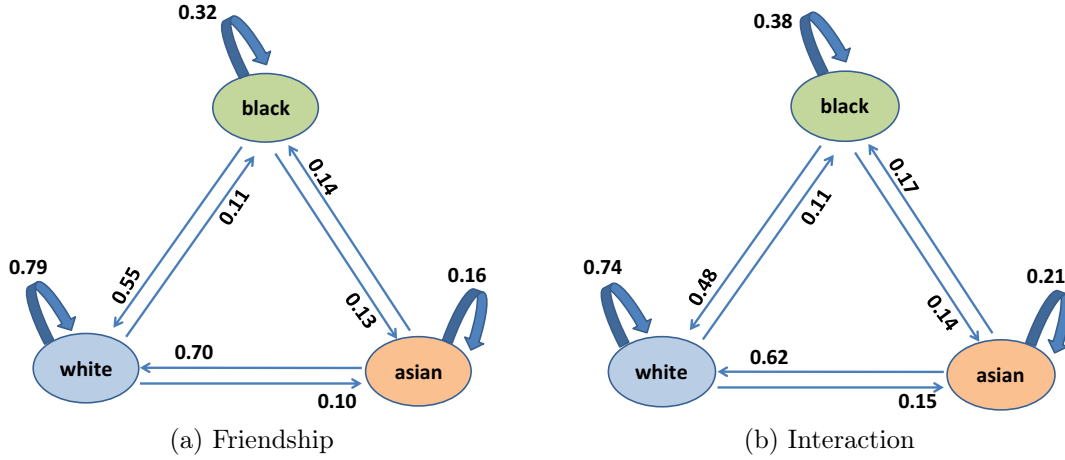 0.32
black
0.55
0.11
0.14
0.13
0.79
0.16
white
0.70
asian
0.10
(a) Friendship
0.38
black
0.48
0.11
0.17
0.14
0.74
0.21
white
0.62
asian
0.15
(b) Interaction